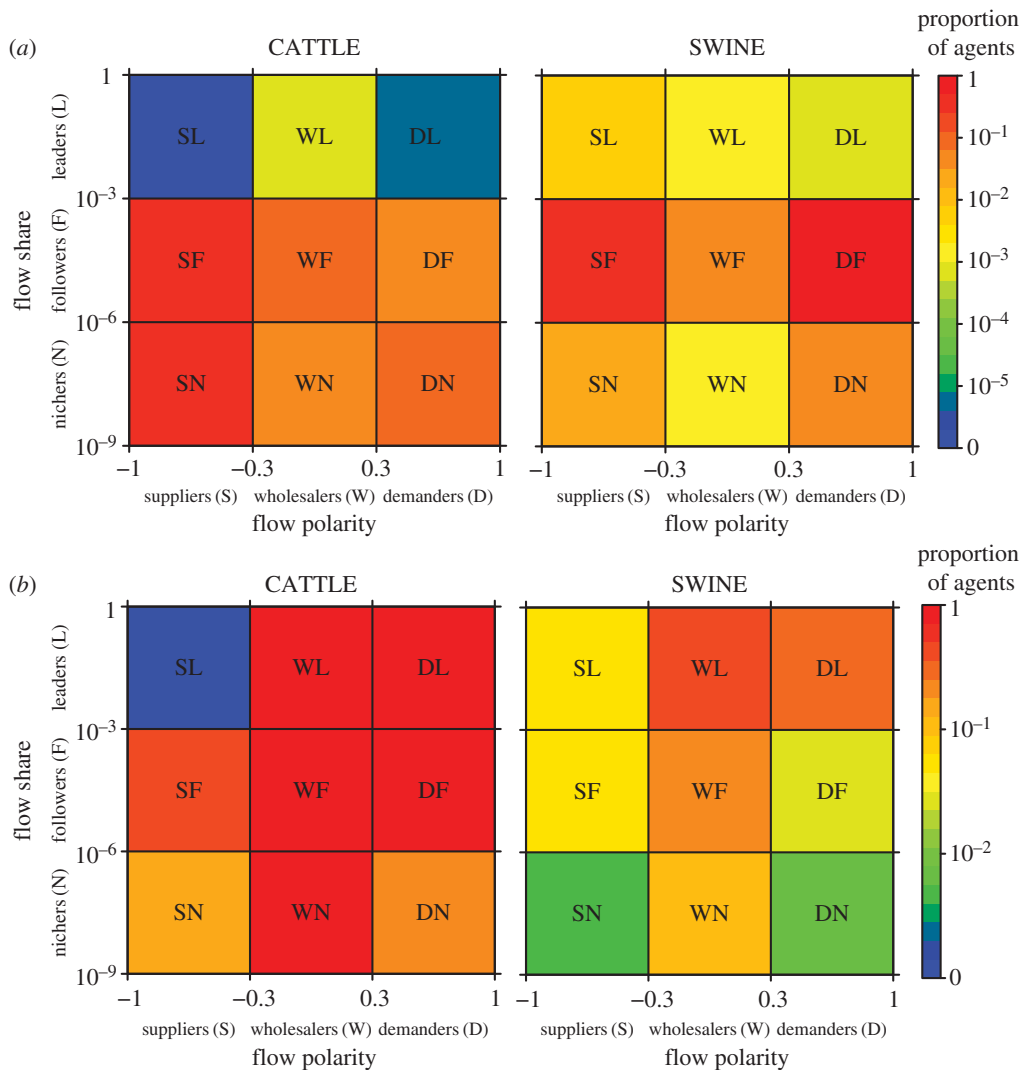 (a)
CATTLE
SWINE
proportion
of agents
flow share
leaders (L)
followers (F)
nichers (N)
1
10⁻³
10⁻⁶
10⁻⁹
SL WL DL
SF WF DF
SN WN DN
−1 −0.3 0.3 1
suppliers (S) wholesalers (W) demanders (D)
flow polarity
SL WL DL
SF WF DF
SN WN DN
−1 −0.3 0.3 1
suppliers (S) wholesalers (W) demanders (D)
flow polarity
1
10⁻¹
10⁻²
10⁻³
10⁻⁵
0
(b)
CATTLE
SWINE
proportion
of agents
flow share
leaders (L)
followers (F)
nichers (N)
1
10⁻³
10⁻⁶
10⁻⁹
SL WL DL
SF WF DF
SN WN DN
−1 −0.3 0.3 1
suppliers (S) wholesalers (W) demanders (D)
flow polarity
SL WL DL
SF WF DF
SN WN DN
−1 −0.3 0.3 1
suppliers (S) wholesalers (W) demanders (D)
flow polarity
1
10⁻¹
10⁻²
0